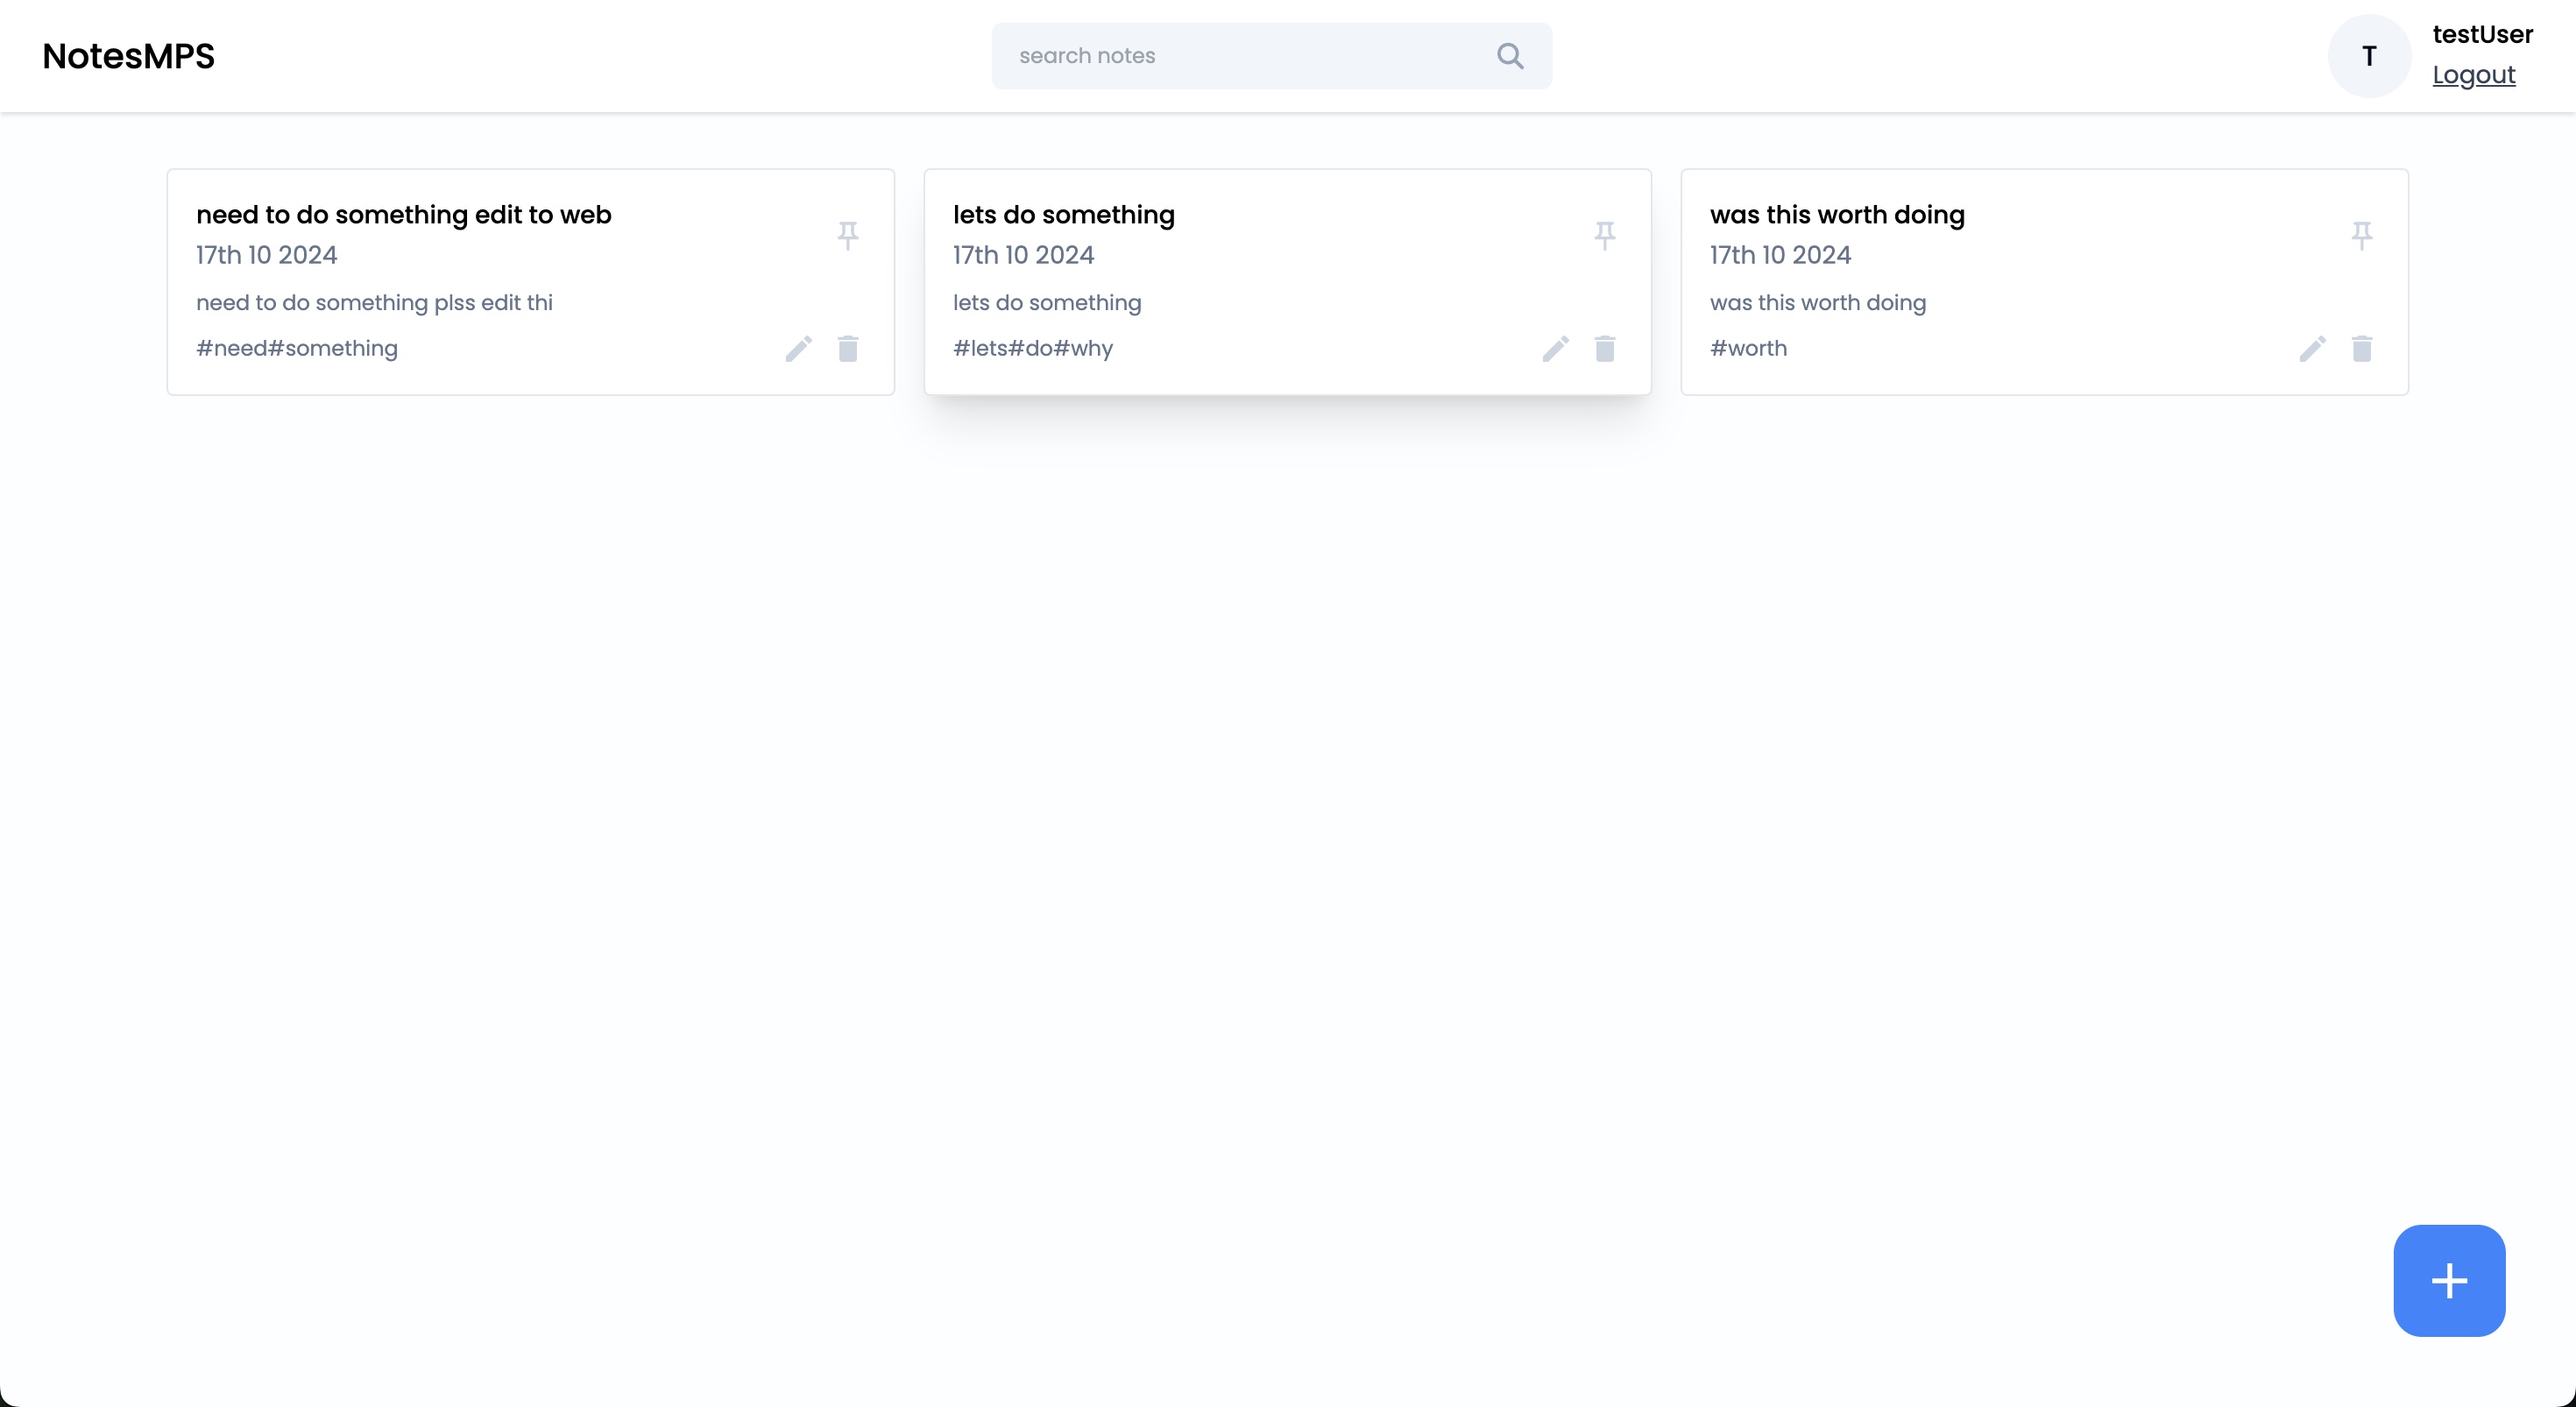 NotesMPS
search notes
T
testUser
Logout
need to do something edit to web
17th 10 2024
need to do something plss edit thi
#need#something
lets do something
17th 10 2024
lets do something
#lets#do#why
was this worth doing
17th 10 2024
was this worth doing
#worth